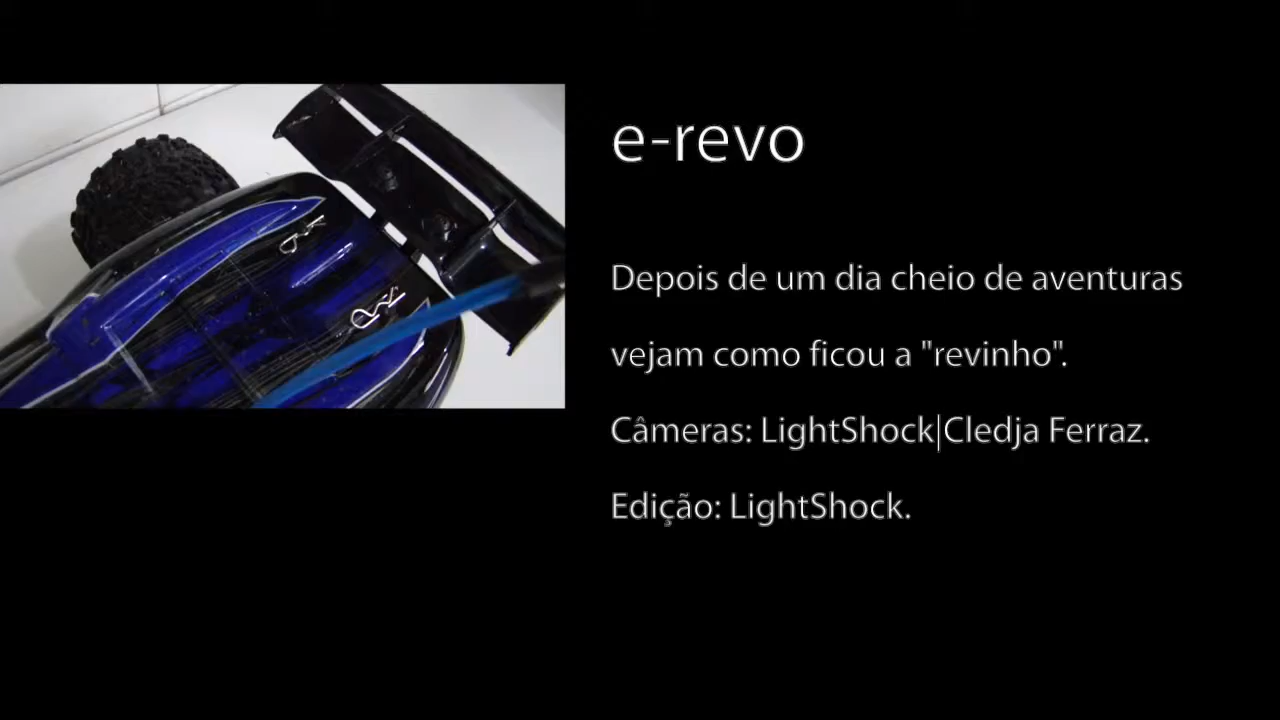 e-revo
Depois de um dia cheio de aventuras
vejam como ficou a "revinho".
Câmeras: LightShock|Cledja Ferraz.
Edição: LightShock.